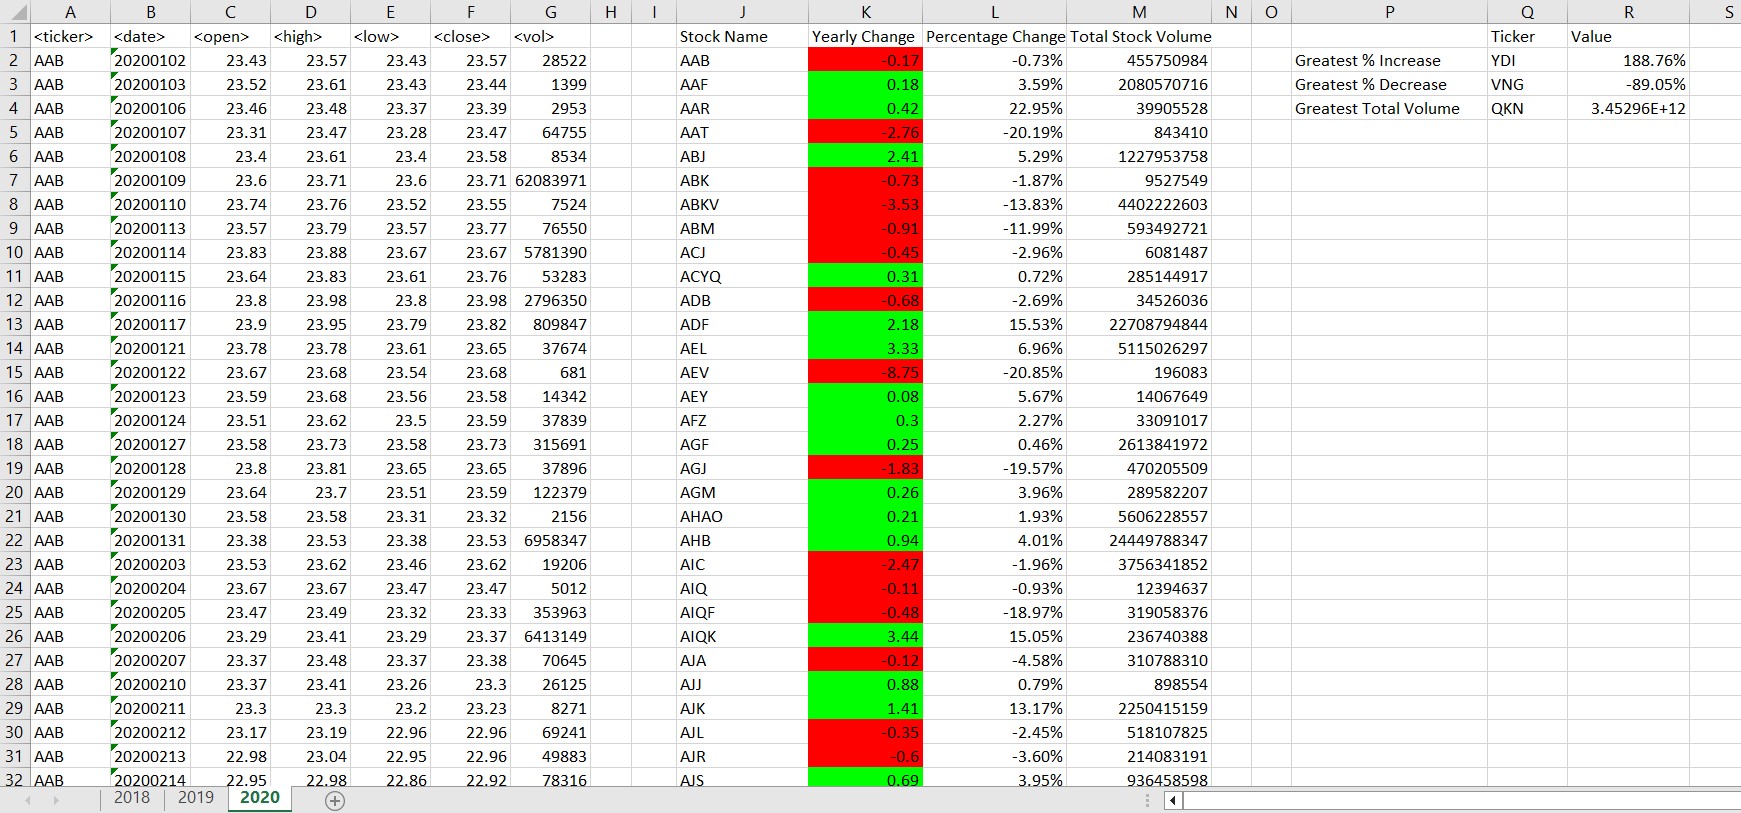 A B C D E F G H I J K L M N O P Q R S
1 <ticker> <date> <open> <high> <low> <close> <vol> Stock Name Yearly Change Percentage Change Total Stock Volume Ticker Value
2 AAB 20200102 23.43 23.57 23.43 23.57 28522 AAB -0.17 -0.73% 455750984 Greatest % Increase YDI 188.76%
3 AAB 20200103 23.52 23.61 23.43 23.44 1399 AAF 0.18 3.59% 2080570716 Greatest % Decrease VNG -89.05%
4 AAB 20200106 23.46 23.48 23.37 23.39 2953 AAR 0.42 22.95% 39905528 Greatest Total Volume QKN 3.45296E+12
5 AAB 20200107 23.31 23.47 23.28 23.47 64755 AAT -2.76 -20.19% 843410
6 AAB 20200108 23.4 23.61 23.4 23.58 8534 ABJ 2.41 5.29% 1227953758
7 AAB 20200109 23.6 23.71 23.6 23.71 62083971 ABK -0.73 -1.87% 9527549
8 AAB 20200110 23.74 23.76 23.52 23.55 7524 ABKV -3.53 -13.83% 4402222603
9 AAB 20200113 23.57 23.79 23.57 23.77 76550 ABM -0.91 -11.99% 593492721
10 AAB 20200114 23.83 23.88 23.67 23.67 5781390 ACJ -0.45 -2.96% 6081487
11 AAB 20200115 23.64 23.83 23.61 23.76 53283 ACYQ 0.31 0.72% 285144917
12 AAB 20200116 23.8 23.98 23.8 23.98 2796350 ADB -0.68 -2.69% 34526036
13 AAB 20200117 23.9 23.95 23.79 23.82 809847 ADF 2.18 15.53% 22708794844
14 AAB 20200121 23.78 23.78 23.61 23.65 37674 AEL 3.33 6.96% 5115026297
15 AAB 20200122 23.67 23.68 23.54 23.68 681 AEV -8.75 -20.85% 196083
16 AAB 20200123 23.59 23.68 23.56 23.58 14342 AEY 0.08 5.67% 14067649
17 AAB 20200124 23.51 23.62 23.5 23.59 37839 AFZ 0.3 2.27% 33091017
18 AAB 20200127 23.58 23.73 23.58 23.73 315691 AGF 0.25 0.46% 2613841972
19 AAB 20200128 23.8 23.81 23.65 23.65 37896 AGJ -1.83 -19.57% 470205509
20 AAB 20200129 23.64 23.7 23.51 23.59 122379 AGM 0.26 3.96% 289582207
21 AAB 20200130 23.58 23.58 23.31 23.32 2156 AHAO 0.21 1.93% 5606228557
22 AAB 20200131 23.38 23.53 23.38 23.53 6958347 AHB 0.94 4.01% 24449788347
23 AAB 20200203 23.53 23.62 23.46 23.62 19206 AIC -2.47 -1.96% 3756341852
24 AAB 20200204 23.67 23.67 23.47 23.47 5012 AIQ -0.11 -0.93% 12394637
25 AAB 20200205 23.47 23.49 23.32 23.33 353963 AIQF -0.48 -18.97% 319058376
26 AAB 20200206 23.29 23.41 23.29 23.37 6413149 AIQK 3.44 15.05% 236740388
27 AAB 20200207 23.37 23.48 23.37 23.38 70645 AJA -0.12 -4.58% 310788310
28 AAB 20200210 23.37 23.41 23.26 23.3 26125 AJJ 0.88 0.79% 898554
29 AAB 20200211 23.3 23.3 23.2 23.23 8271 AJK 1.41 13.17% 2250415159
30 AAB 20200212 23.17 23.19 22.96 22.96 69241 AJL -0.35 -2.45% 518107825
31 AAB 20200213 22.98 23.04 22.95 22.96 49883 AJR -0.6 -3.60% 214083191
32 AAB 20200214 22.95 22.98 22.86 22.92 78316 AJS 0.69 3.95% 936458598
2018 2019 2020